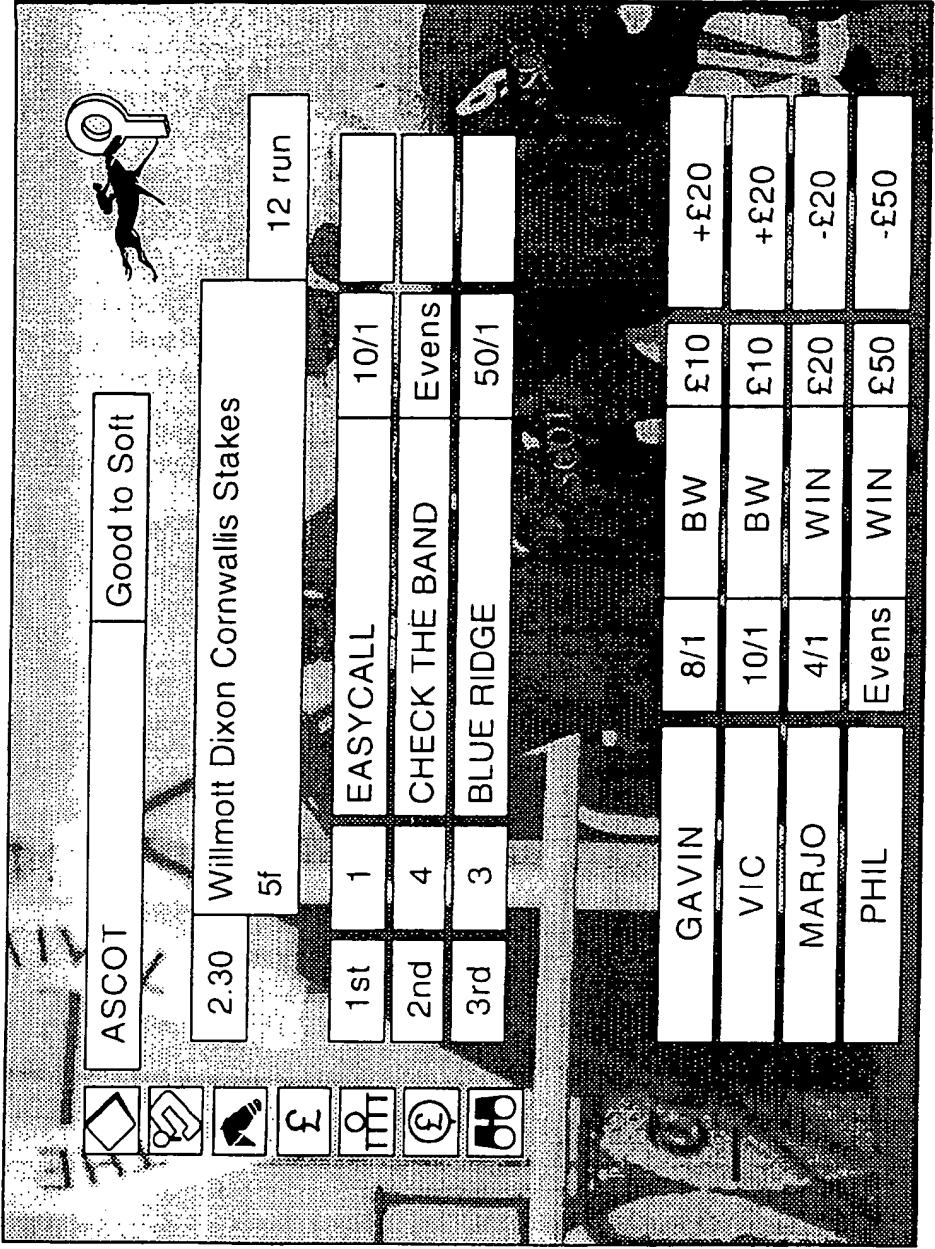 ASCOT Good to Soft
2.30 Willmott Dixon Cornwallis Stakes
5f 12 run
1st 1 EASYCALL 10/1
2nd 4 CHECK THE BAND Evens
3rd 3 BLUE RIDGE 50/1
£
£
GAVIN 8/1 BW £10 +£20
VIC 10/1 BW £10 +£20
MARJO 4/1 WIN £20 -£20
PHIL Evens WIN £50 -£50